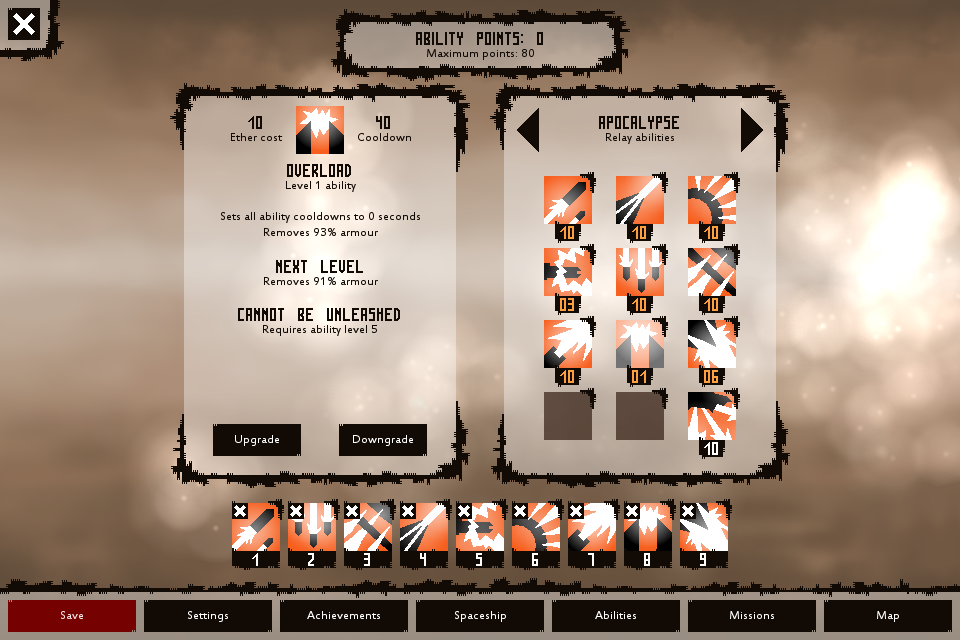 ABILITY POINTS: 0
Maximum points: 80
10
Ether cost
40
Cooldown
OVERLOAD
Level 1 ability
Sets all ability cooldowns to 0 seconds
Removes 93% armour
NEXT LEVEL
Removes 91% armour
CANNOT BE UNLEASHED
Requires ability level 5
Upgrade
Downgrade
APOCALYPSE
Relay abilities
10 10 10
03 10 10
10 01 06
10
1 2 3 4 5 6 7 8 9
Save Settings Achievements Spaceship Abilities Missions Map